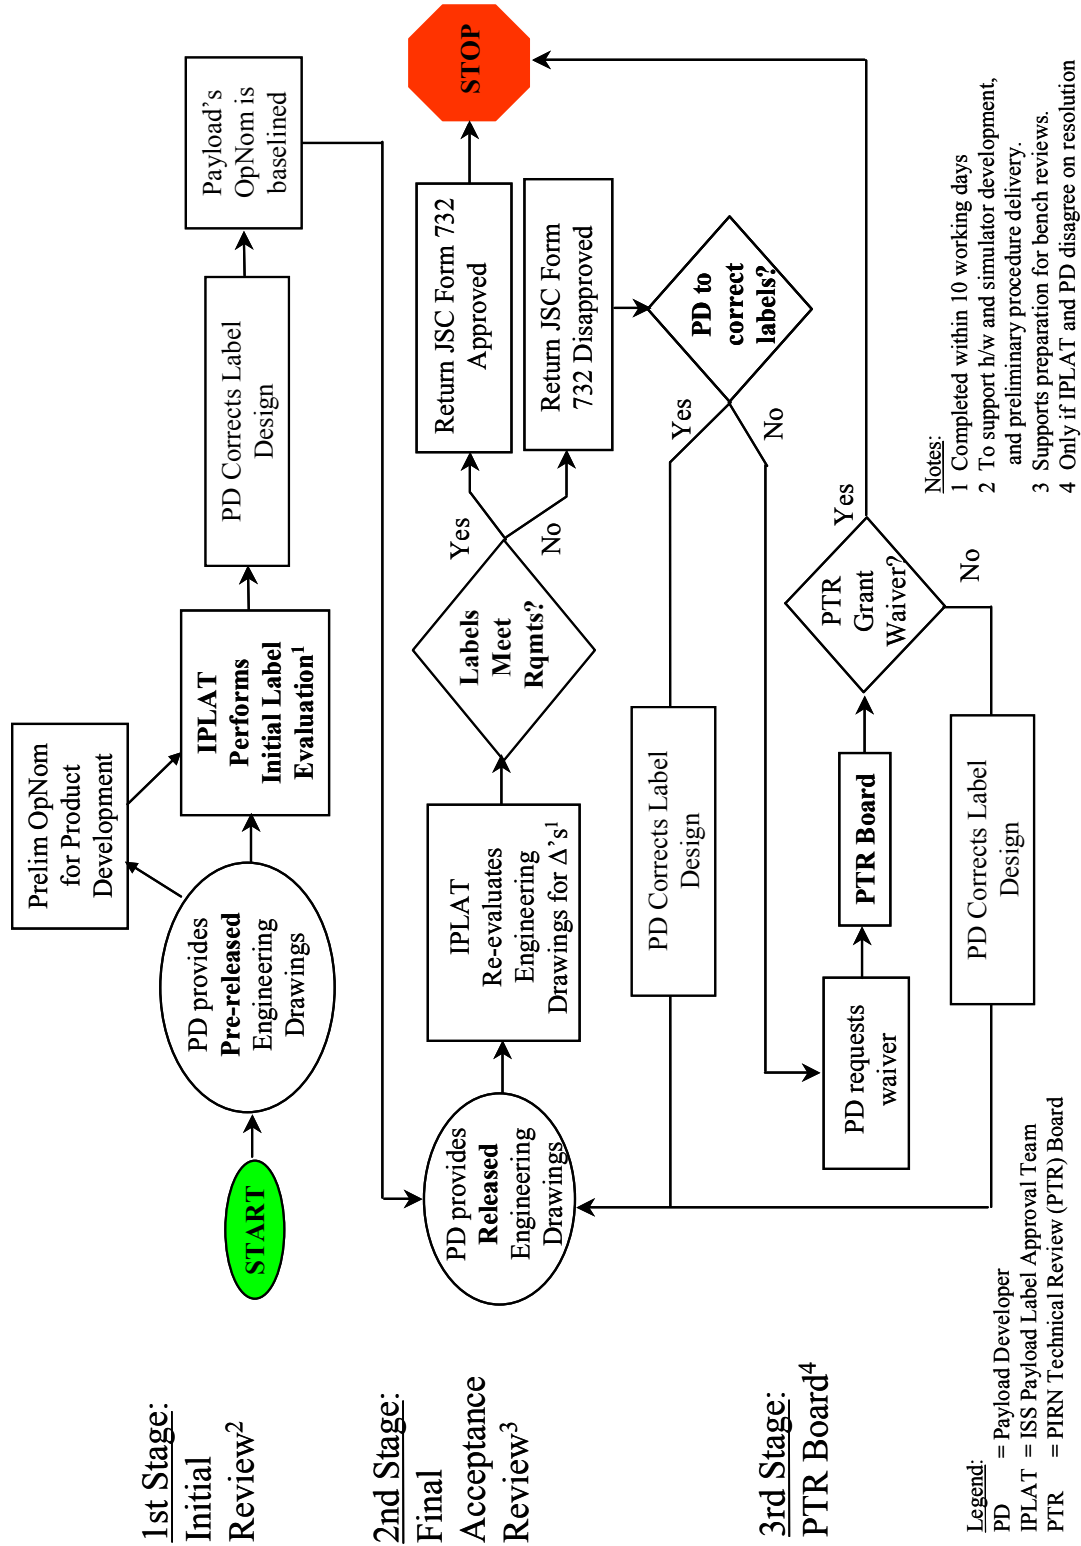 1st Stage:
Initial
Review2
START
PD provides
Pre-released
Engineering
Drawings
Prelim OpNom
for Product
Development
IPLAT
Performs
Initial Label
Evaluation1
PD Corrects Label
Design
Payload's
OpNom is
baselined
2nd Stage:
Final
Acceptance
Review3
PD provides
Released
Engineering
Drawings
IPLAT
Re-evaluates
Engineering
Drawings for Δ's1
Labels
Meet
Rqmts?
Yes
No
Return JSC Form 732
Approved
Return JSC Form
732 Disapproved
STOP
PD to
correct
labels?
Yes
No
PD Corrects Label
Design
3rd Stage:
PTR Board4
PD requests
waiver
PTR Board
PTR
Grant
Waiver?
Yes
No
PD Corrects Label
Design
Legend:
PD = Payload Developer
IPLAT = ISS Payload Label Approval Team
PTR = PIRN Technical Review (PTR) Board
Notes:
1 Completed within 10 working days
2 To support h/w and simulator development,
and preliminary procedure delivery.
3 Supports preparation for bench reviews.
4 Only if IPLAT and PD disagree on resolution